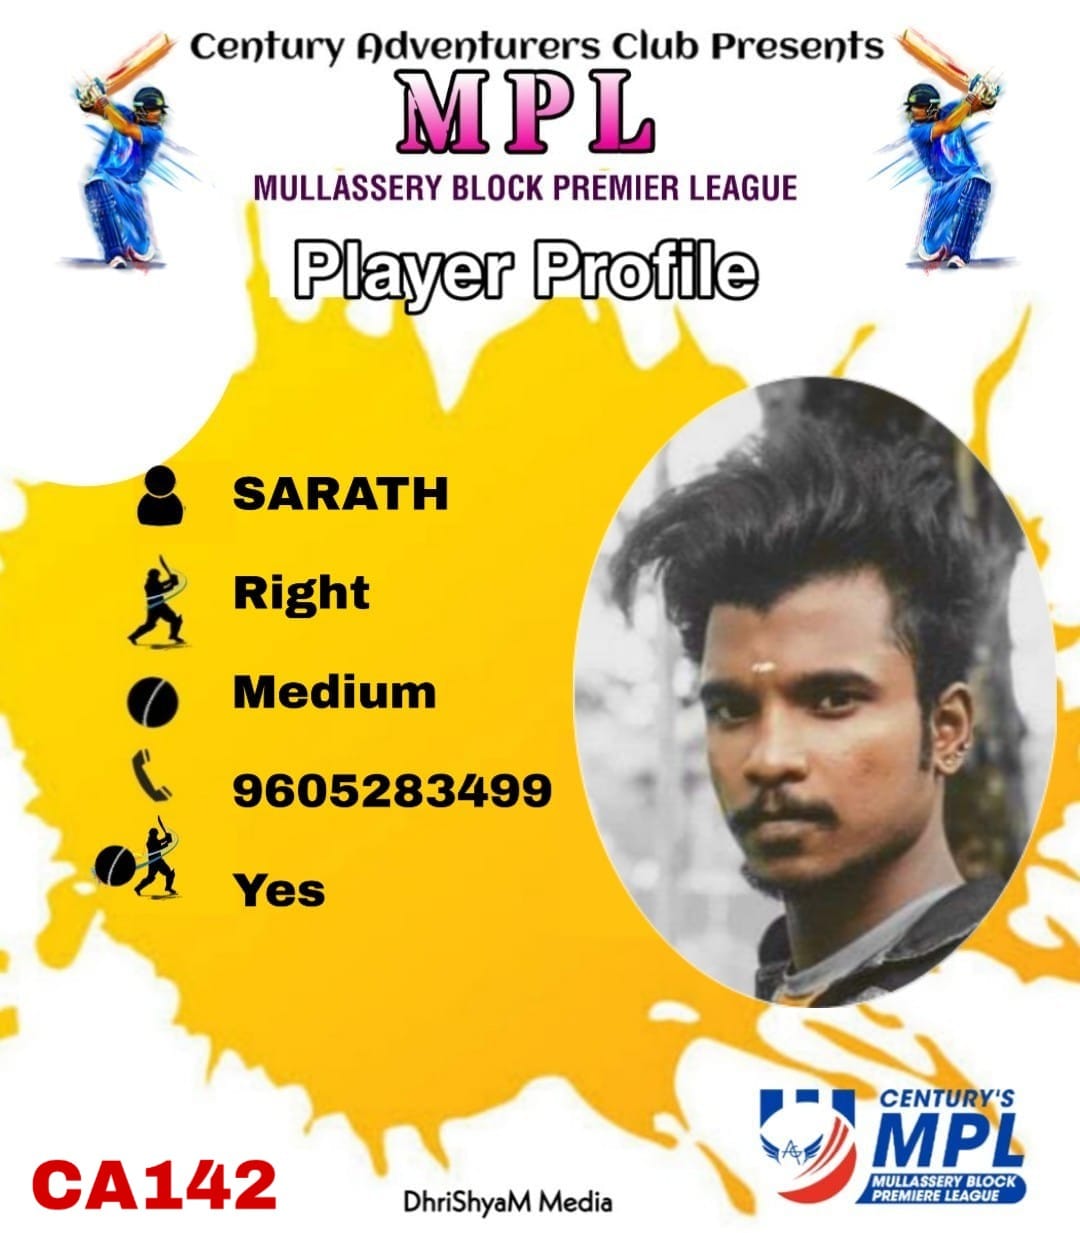 Century Adventurers Club Presents
MPL
MULLASSERY BLOCK PREMIER LEAGUE
Player Profile
SARATH
Right
Medium
9605283499
Yes
CA142
DhriShyaM Media
CENTURY'S
MPL
MULLASSERY BLOCK
PREMIERE LEAGUE